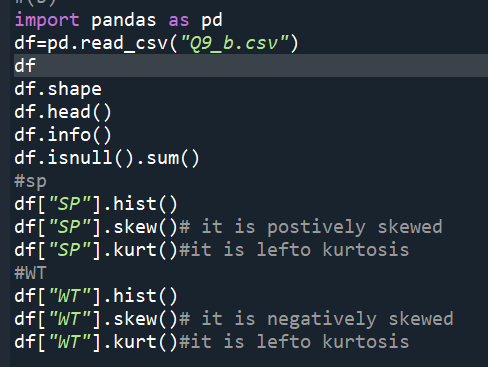 import pandas as pd
df=pd.read_csv("Q9_b.csv")
df
df.shape
df.head()
df.info()
df.isnull().sum()
#sp
df["SP"].hist()
df["SP"].skew()# it is postively skewed
df["SP"].kurt()#it is lefto kurtosis
#WT
df["WT"].hist()
df["WT"].skew()# it is negatively skewed
df["WT"].kurt()#it is lefto kurtosis